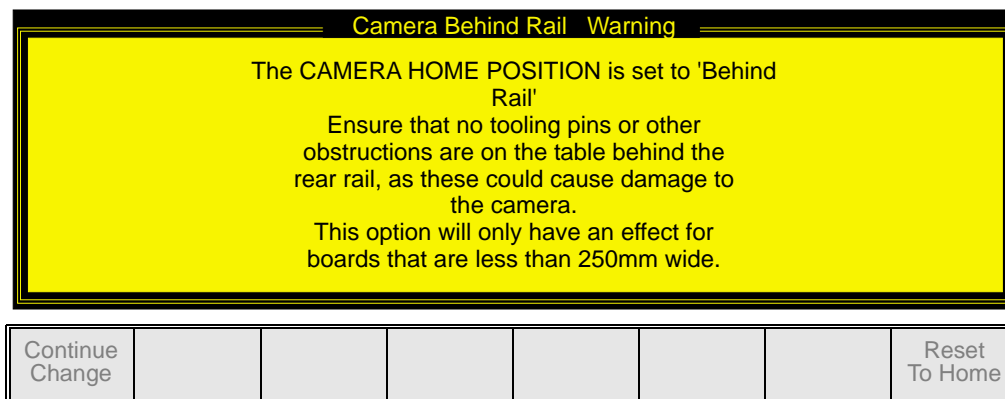 Camera Behind Rail   Warning
The CAMERA HOME POSITION is set to 'Behind
Rail'
Ensure that no tooling pins or other
obstructions are on the table behind the
rear rail, as these could cause damage to
the camera.
This option will only have an effect for
boards that are less than 250mm wide.
Continue
Change
Reset
To Home